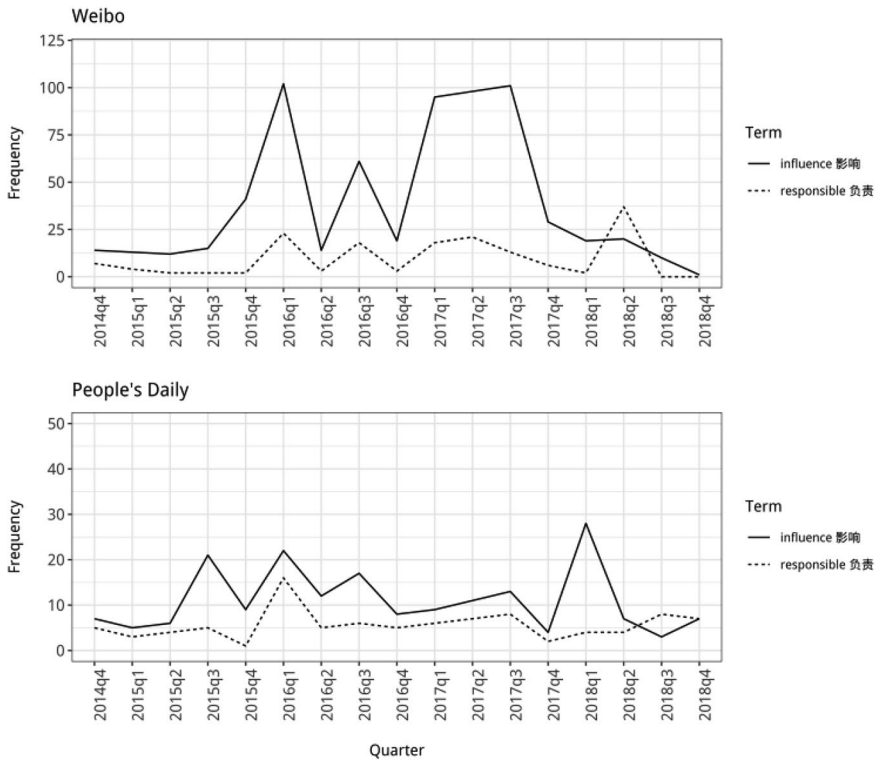 Weibo
125
100
75
50
25
0
Frequency
2014q4
2015q1
2015q2
2015q3
2015q4
2016q1
2016q2
2016q3
2016q4
2017q1
2017q2
2017q3
2017q4
2018q1
2018q2
2018q3
2018q4
Term
influence 影响
responsible 负责
People's Daily
50
40
30
20
10
0
Frequency
2014q4
2015q1
2015q2
2015q3
2015q4
2016q1
2016q2
2016q3
2016q4
2017q1
2017q2
2017q3
2017q4
2018q1
2018q2
2018q3
2018q4
Term
influence 影响
responsible 负责
Quarter